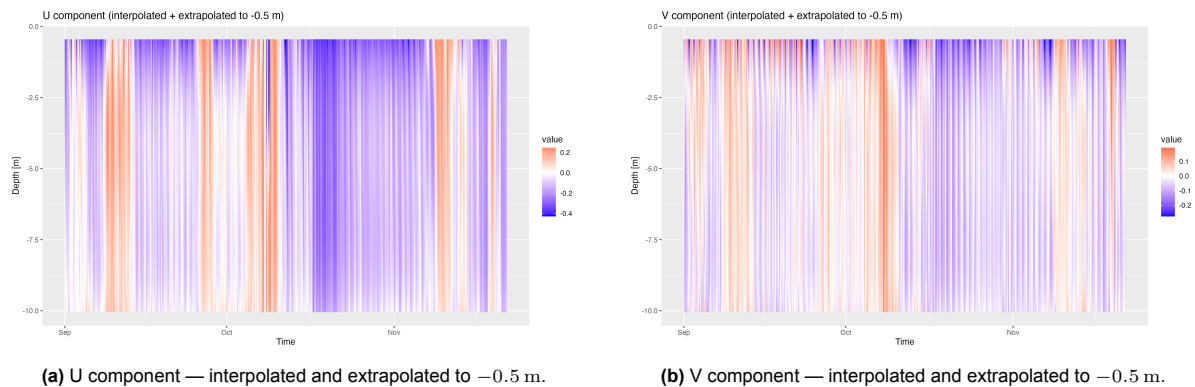 U component (interpolated + extrapolated to -0.5 m)
0.0
-2.5
-5.0
-7.5
-10.0
Depth [m]
Sep
Oct
Nov
Time
value
0.2
0.0
-0.2
-0.4
(a) U component — interpolated and extrapolated to −0.5 m.
V component (interpolated + extrapolated to -0.5 m)
0.0
-2.5
-5.0
-7.5
-10.0
Depth [m]
Sep
Oct
Nov
Time
value
0.1
0.0
-0.1
-0.2
(b) V component — interpolated and extrapolated to −0.5 m.